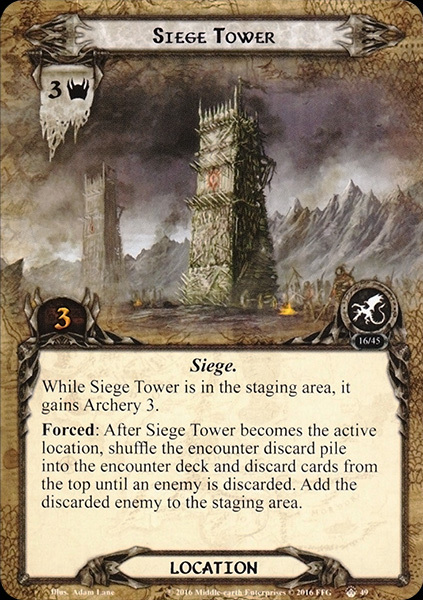 Siege Tower
3
3
16/45
Siege.
While Siege Tower is in the staging area, it
gains Archery 3.
Forced: After Siege Tower becomes the active
location, shuffle the encounter discard pile
into the encounter deck and discard cards from
the top until an enemy is discarded. Add the
discarded enemy to the staging area.
LOCATION
Illus. Adam Lane
© 2016 Middle-earth Enterprises © 2016 FFG
49